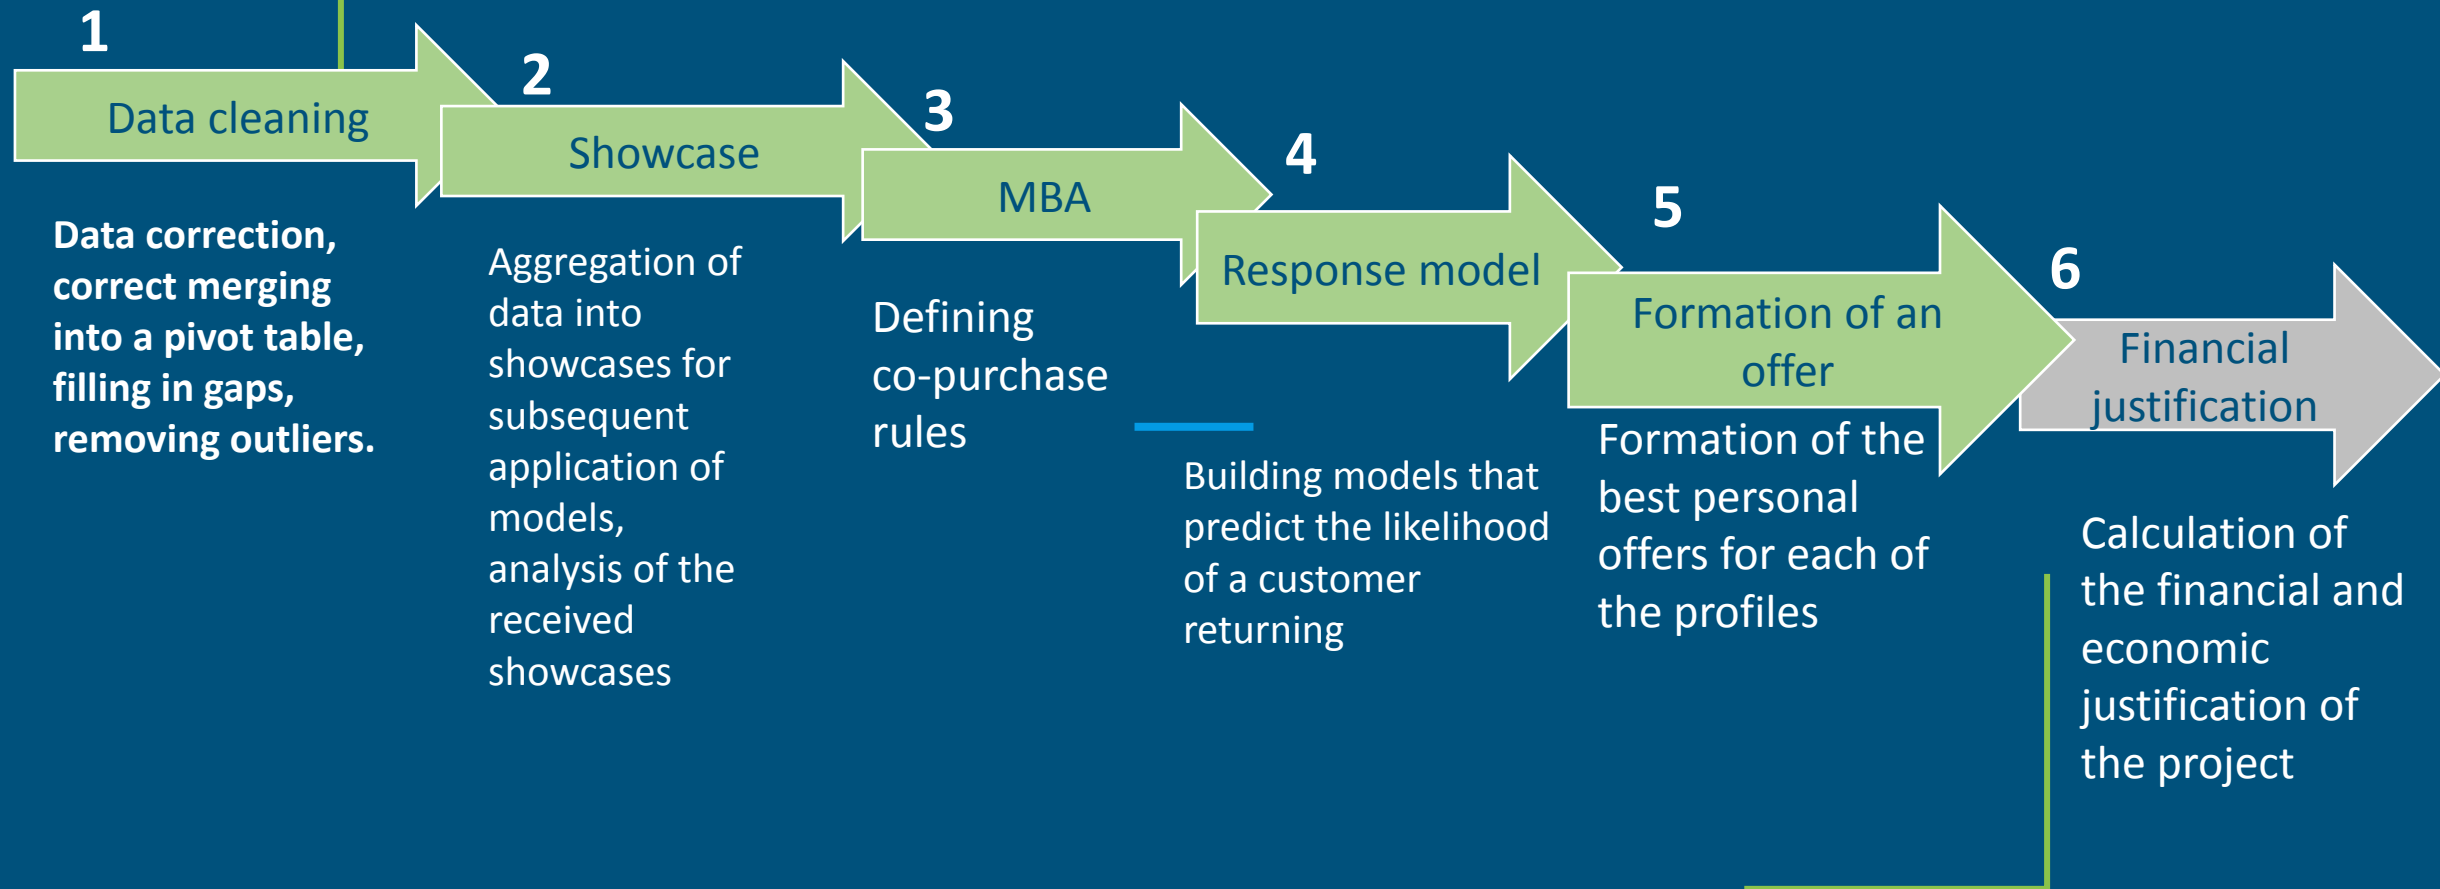 1
Data cleaning
Data correction,
correct merging
into a pivot table,
filling in gaps,
removing outliers.
2
Showcase
Aggregation of
data into
showcases for
subsequent
application of
models,
analysis of the
received
showcases
3
MBA
Defining
co-purchase
rules
4
Response model
Building models that
predict the likelihood
of a customer
returning
5
Formation of an
offer
Formation of the
best personal
offers for each of
the profiles
6
Financial
justification
Calculation of
the financial and
economic
justification of
the project